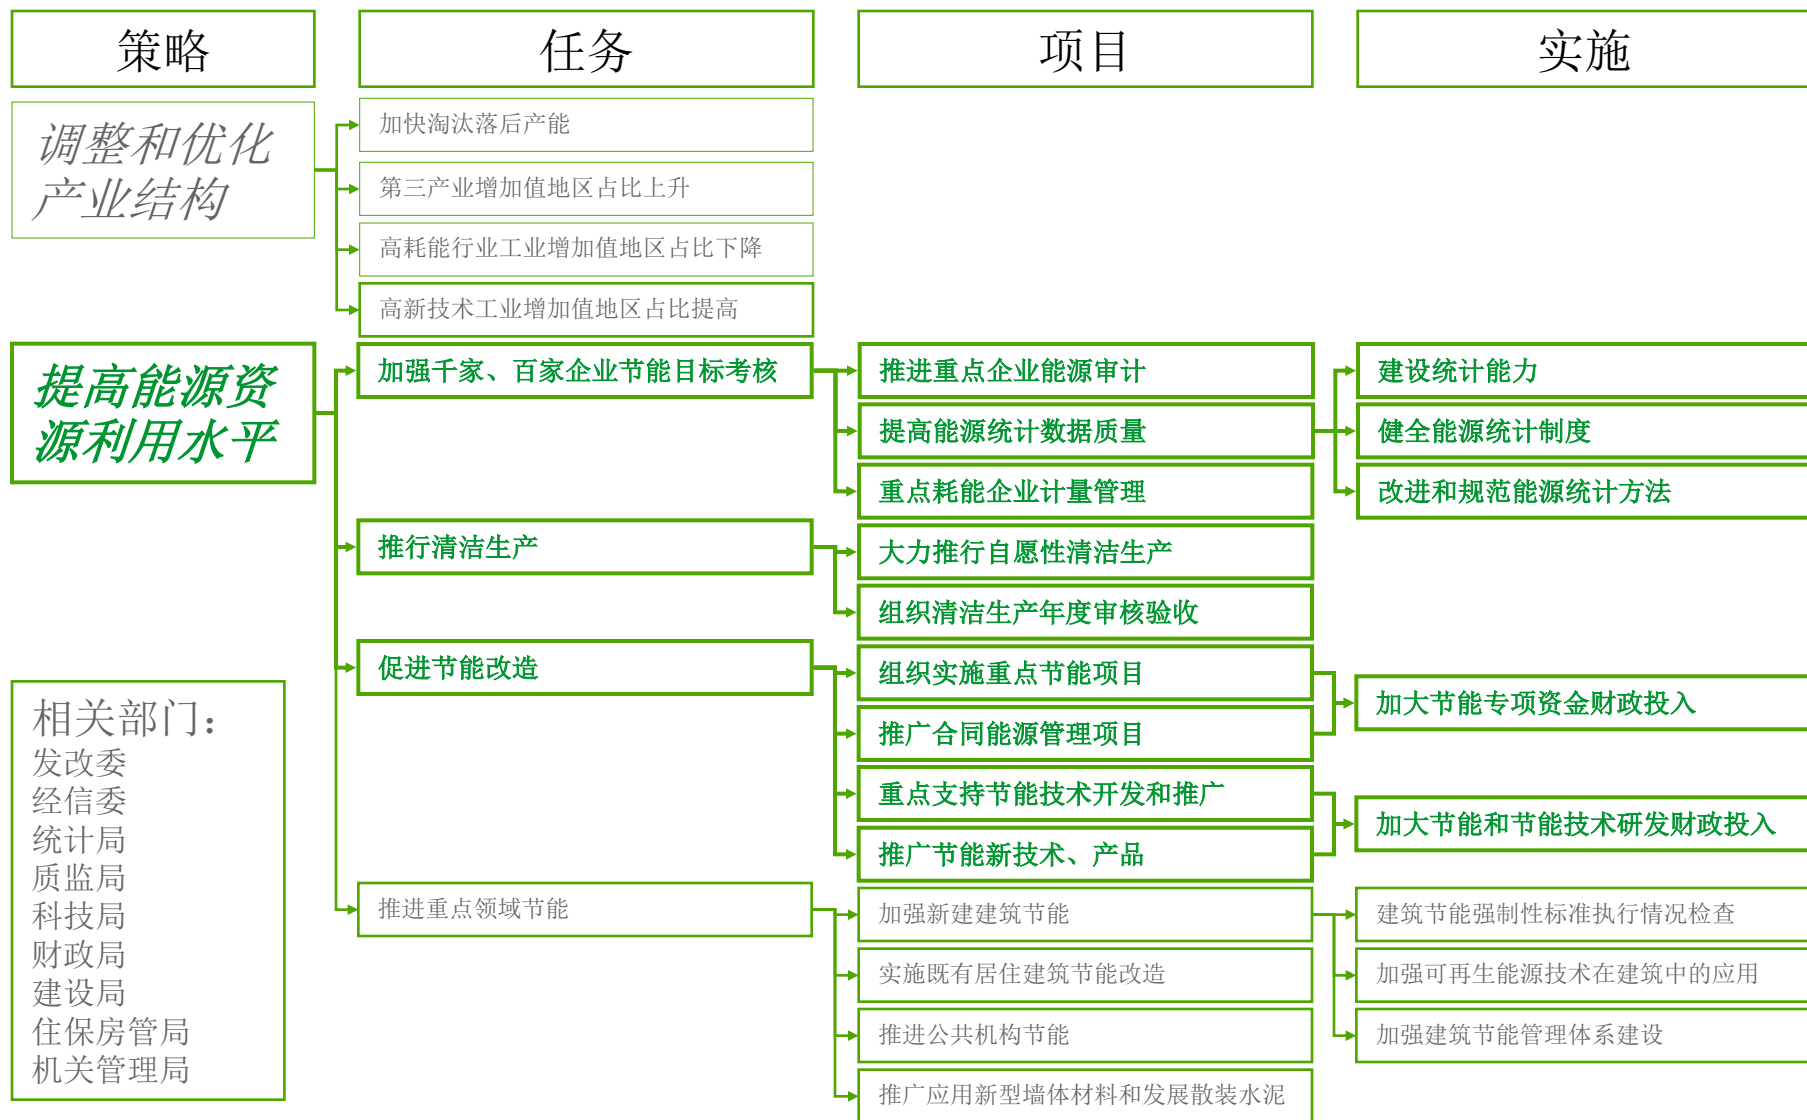 策略
任务
项目
实施
调整和优化
产业结构
加快淘汰落后产能
第三产业增加值地区占比上升
高耗能行业工业增加值地区占比下降
高新技术工业增加值地区占比提高
提高能源资
源利用水平
加强千家、百家企业节能目标考核
推进重点企业能源审计
建设统计能力
提高能源统计数据质量
健全能源统计制度
重点耗能企业计量管理
改进和规范能源统计方法
推行清洁生产
大力推行自愿性清洁生产
组织清洁生产年度审核验收
促进节能改造
组织实施重点节能项目
加大节能专项资金财政投入
推广合同能源管理项目
重点支持节能技术开发和推广
加大节能和节能技术研发财政投入
推广节能新技术、产品
推进重点领域节能
加强新建建筑节能
建筑节能强制性标准执行情况检查
实施既有居住建筑节能改造
加强可再生能源技术在建筑中的应用
推进公共机构节能
加强建筑节能管理体系建设
推广应用新型墙体材料和发展散装水泥
相关部门：
发改委
经信委
统计局
质监局
科技局
财政局
建设局
住保房管局
机关管理局